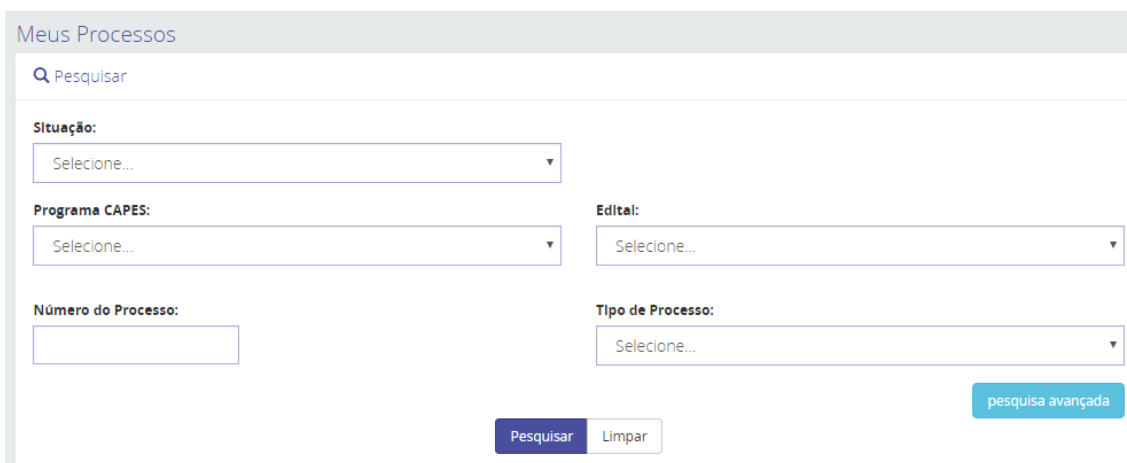 Meus Processos
Pesquisar
Situação:
Selecione...
Programa CAPES:
Edital:
Selecione...
Selecione...
Número do Processo:
Tipo de Processo:
Selecione...
pesquisa avançada
Pesquisar
Limpar